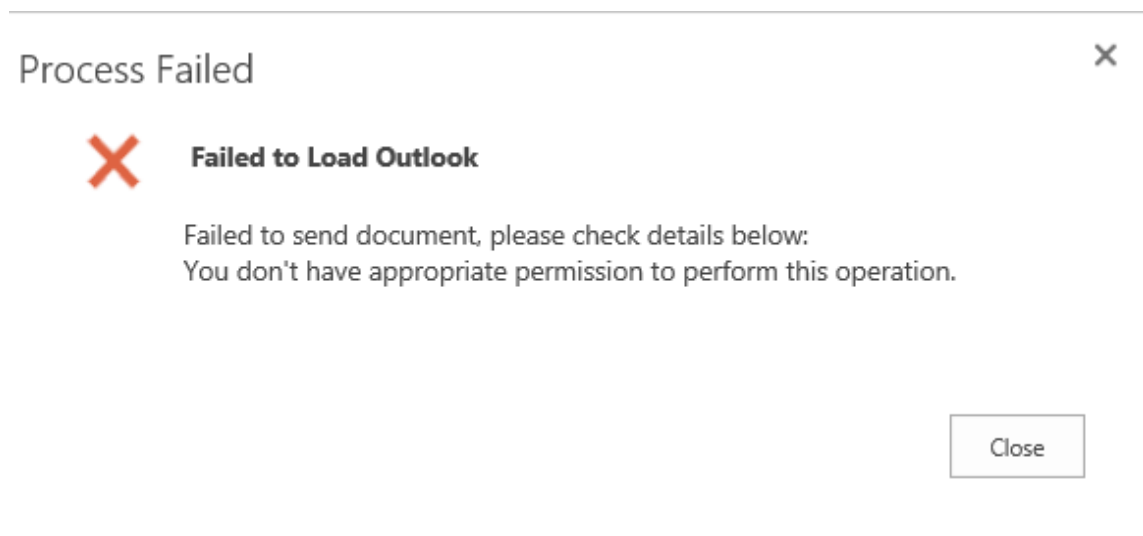 Process Failed
Failed to Load Outlook
Failed to send document, please check details below:
You don't have appropriate permission to perform this operation.
Close